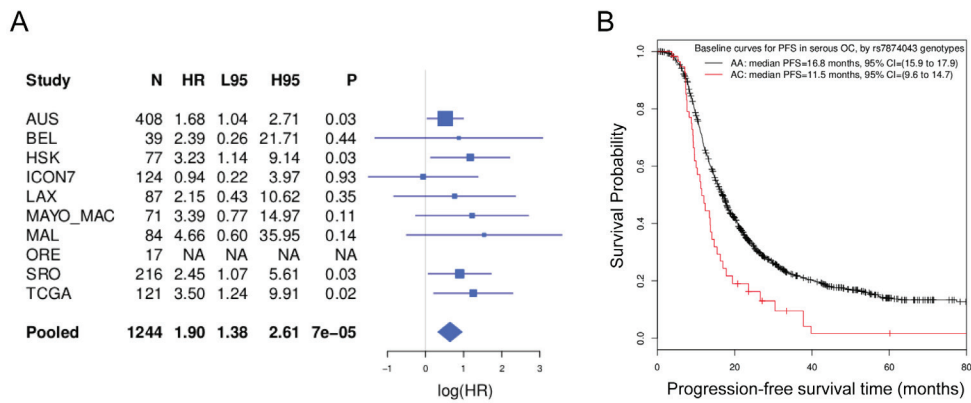 A
Study N HR L95 H95 P
AUS 408 1.68 1.04 2.71 0.03
BEL 39 2.39 0.26 21.71 0.44
HSK 77 3.23 1.14 9.14 0.03
ICON7 124 0.94 0.22 3.97 0.93
LAX 87 2.15 0.43 10.62 0.35
MAYO_MAC 71 3.39 0.77 14.97 0.11
MAL 84 4.66 0.60 35.95 0.14
ORE 17 NA NA NA NA
SRO 216 2.45 1.07 5.61 0.03
TCGA 121 3.50 1.24 9.91 0.02
Pooled 1244 1.90 1.38 2.61 7e-05
−1 0 1 2 3
log(HR)
B
Baseline curves for PFS in serous OC, by rs7874043 genotypes
AA: median PFS=16.8 months, 95% CI=(15.9 to 17.9)
AC: median PFS=11.5 months, 95% CI=(9.6 to 14.7)
Survival Probability
1.0
0.8
0.6
0.4
0.2
0.0
0 20 40 60 80
Progression-free survival time (months)